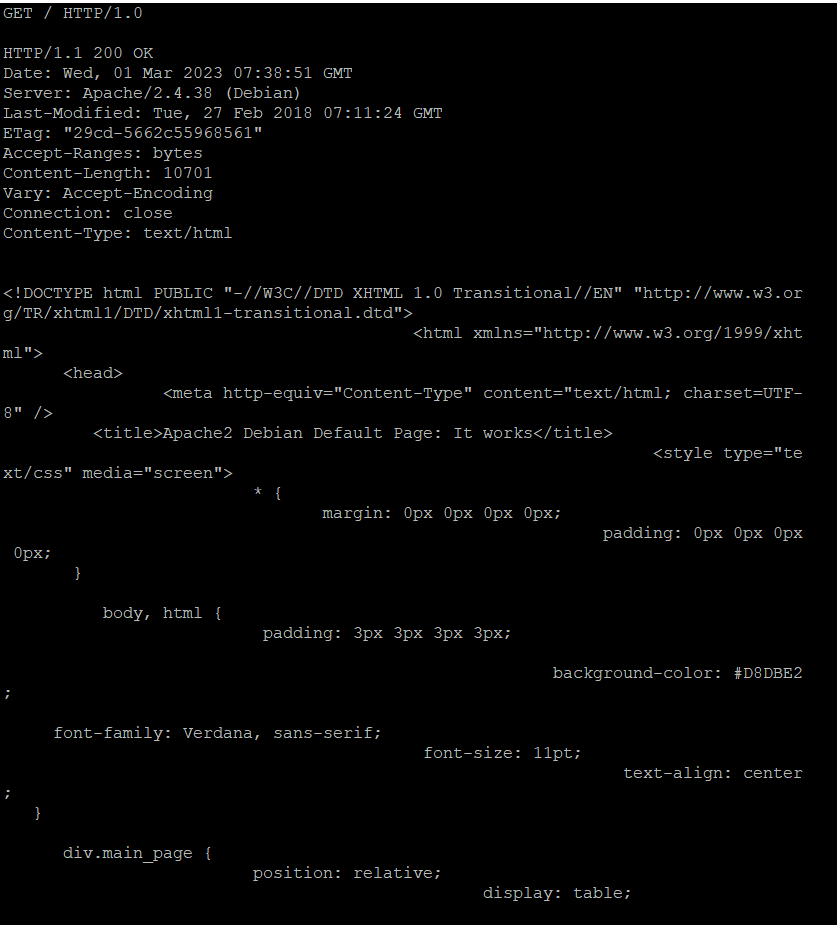 GET / HTTP/1.0
HTTP/1.1 200 OK
Date: Wed, 01 Mar 2023 07:38:51 GMT
Server: Apache/2.4.38 (Debian)
Last-Modified: Tue, 27 Feb 2018 07:11:24 GMT
ETag: "29cd-5662c55968561"
Accept-Ranges: bytes
Content-Length: 10701
Vary: Accept-Encoding
Connection: close
Content-Type: text/html
<!DOCTYPE html PUBLIC "-//W3C//DTD XHTML 1.0 Transitional//EN" "http://www.w3.or
g/TR/xhtml1/DTD/xhtml1-transitional.dtd">
<html xmlns="http://www.w3.org/1999/xht
ml">
<head>
<meta http-equiv="Content-Type" content="text/html; charset=UTF-
8" />
<title>Apache2 Debian Default Page: It works</title>
<style type="te
xt/css" media="screen">
* {
margin: 0px 0px 0px 0px;
padding: 0px 0px 0px
0px;
}
body, html {
padding: 3px 3px 3px 3px;
background-color: #D8DBE2
;
font-family: Verdana, sans-serif;
font-size: 11pt;
text-align: center
;
}
div.main_page {
position: relative;
display: table;